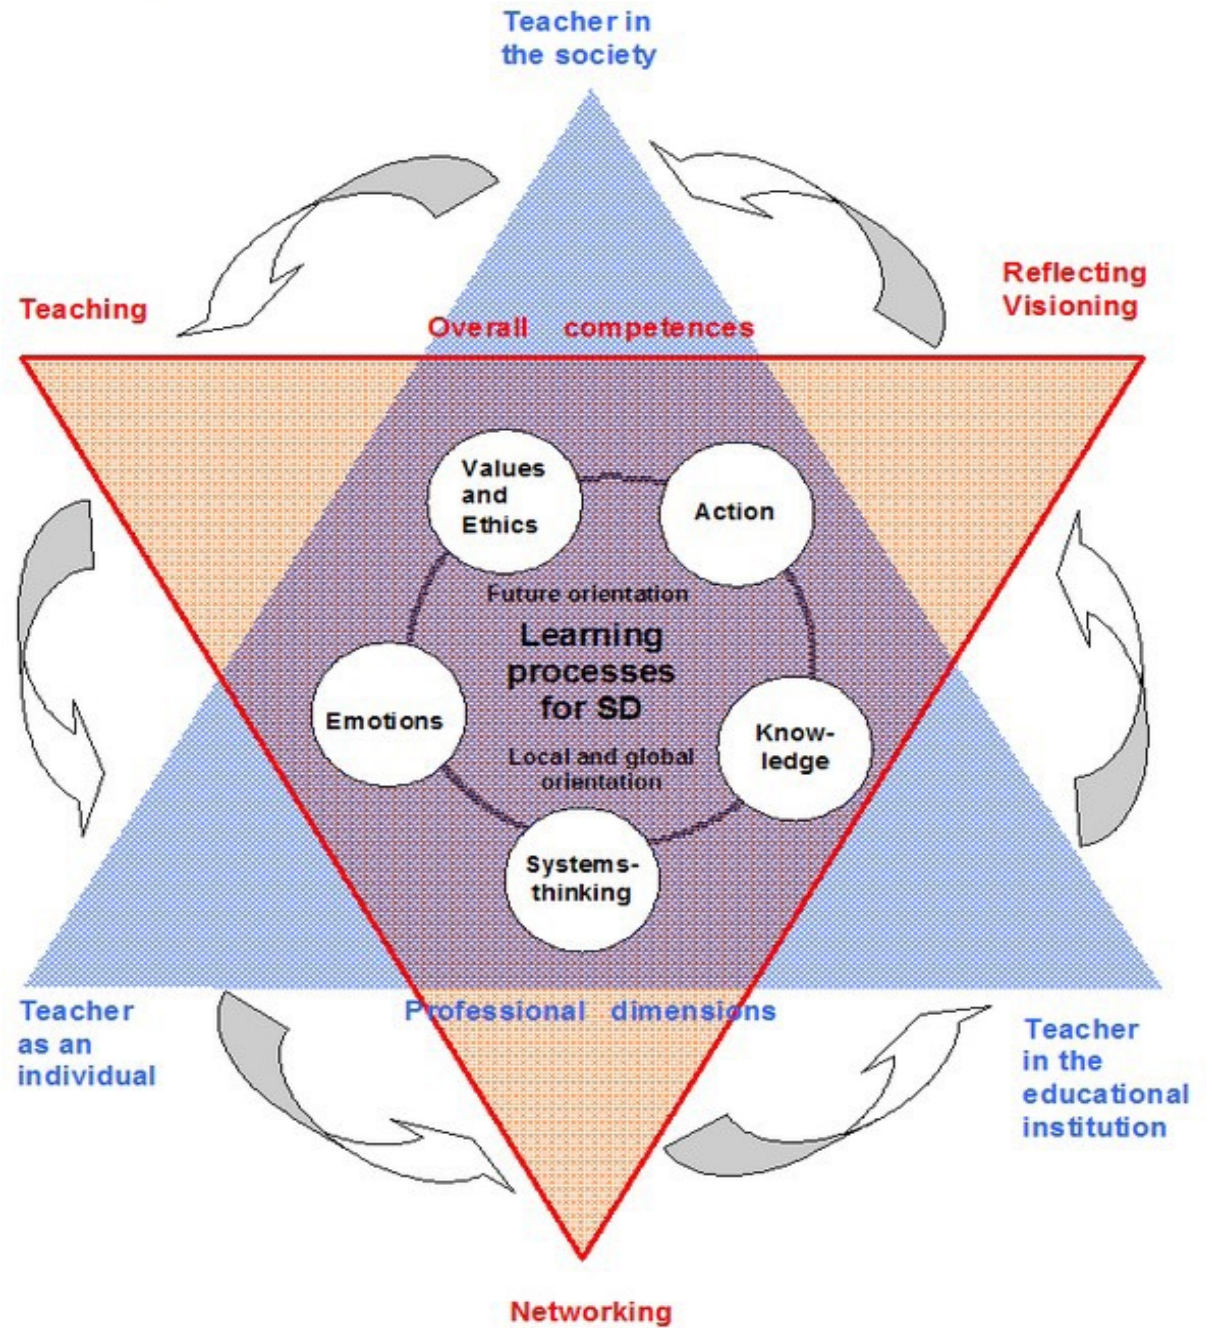 Teacher in
the society
Reflecting
Visioning
Teaching
Overall competences
Values
and
Ethics
Action
Future orientation
Learning
processes
for SD
Emotions
Know-
ledge
Local and global
orientation
Systems-
thinking
Teacher
as an
individual
Professional dimensions
Teacher
in the
educational
institution
Networking